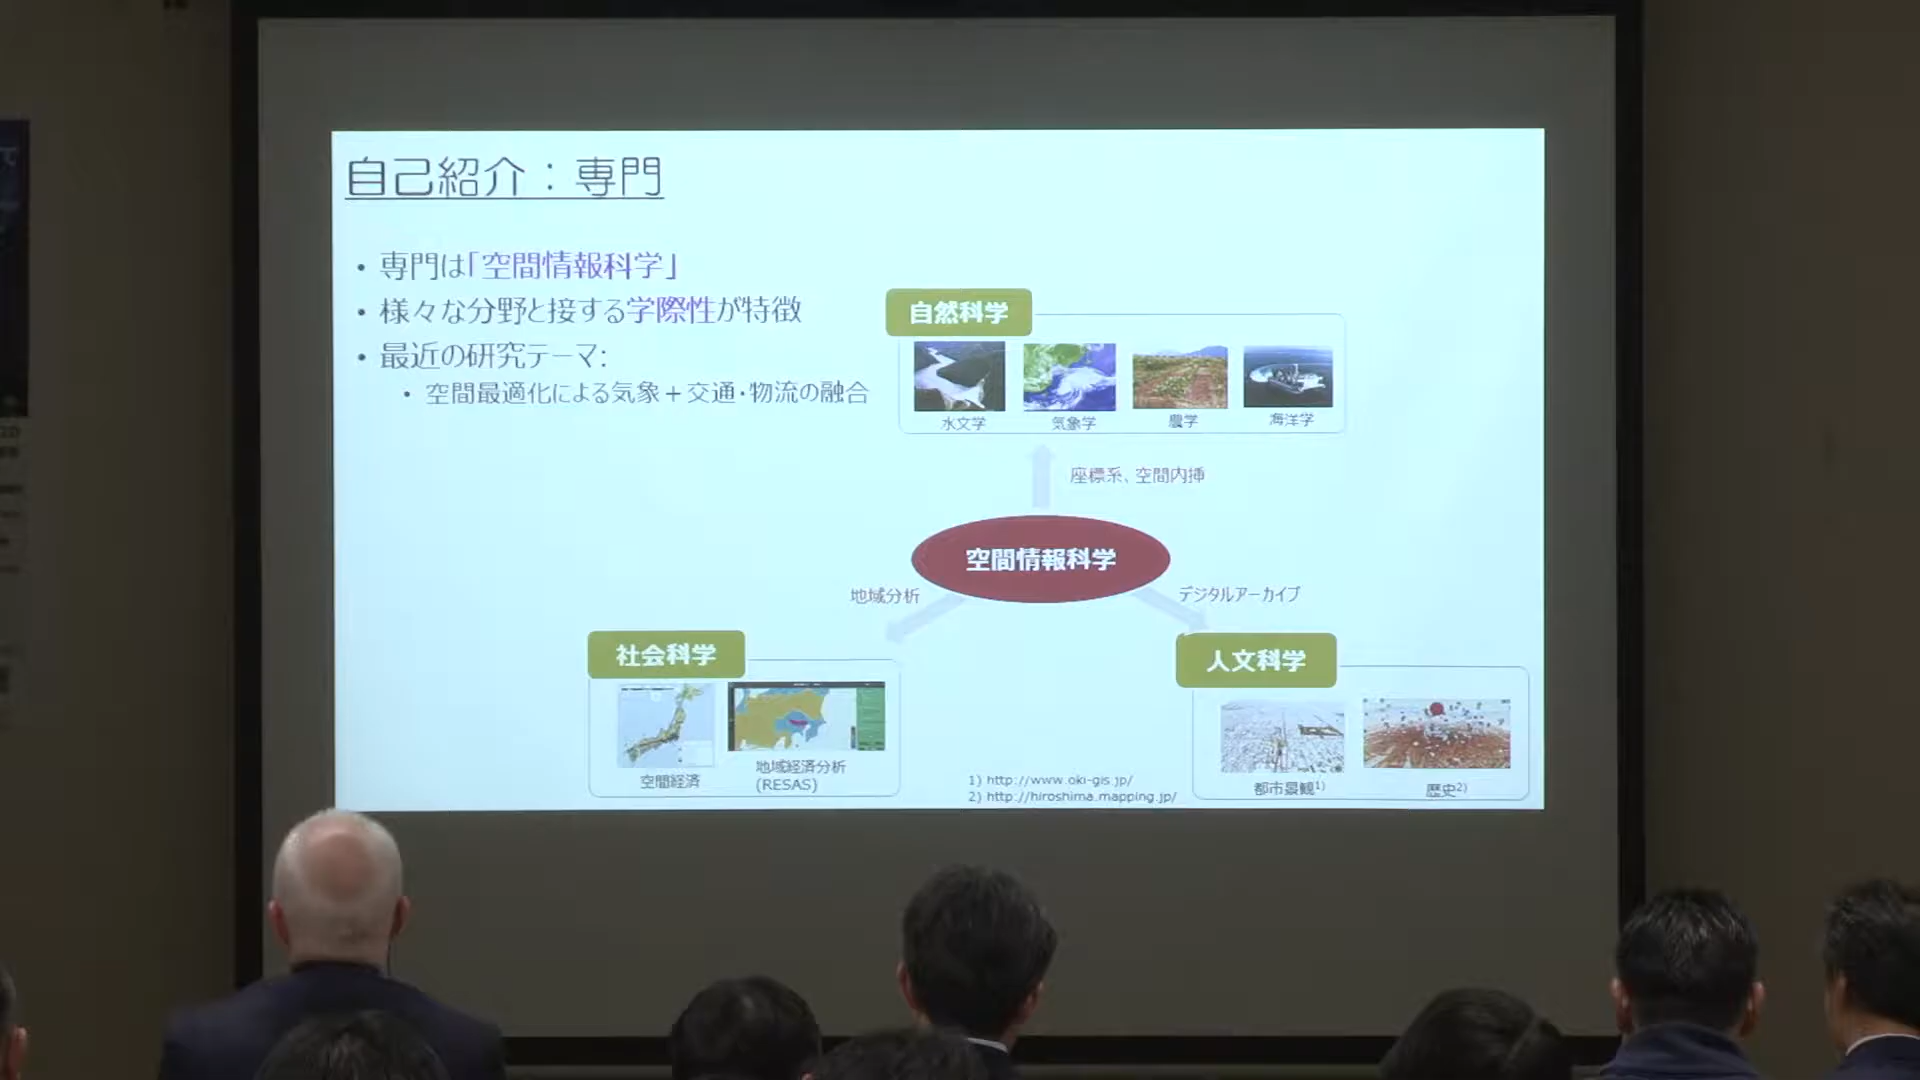 自己紹介：専門
• 専門は「空間情報科学」
• 様々な分野と接する学際性が特徴
• 最近の研究テーマ:
• 空間最適化による気象＋交通・物流の融合
自然科学
水文学
気象学
農学
海洋学
座標系、空間内挿
空間情報科学
地域分析
デジタルアーカイブ
社会科学
空間経済
地域経済分析
(RESAS)
人文科学
都市景観1)
歴史2)
1) http://www.oki-gis.jp/
2) http://hiroshima.mapping.jp/